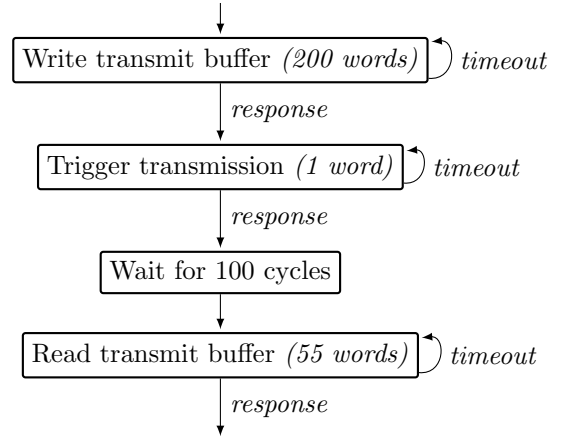 Write transmit buffer (200 words)
timeout
response
Trigger transmission (1 word)
timeout
response
Wait for 100 cycles
Read transmit buffer (55 words)
timeout
response